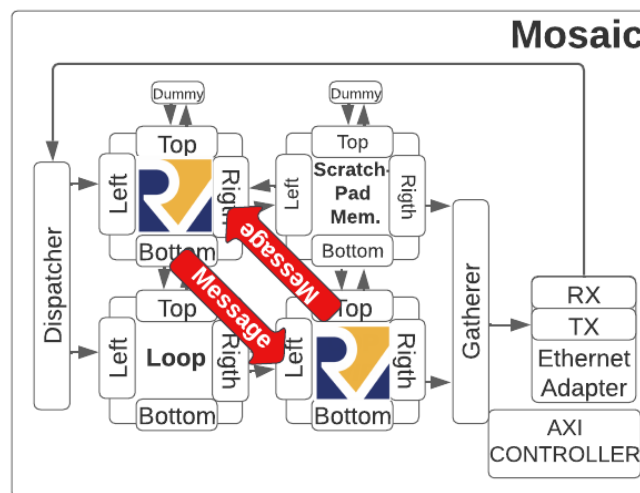 Mosaic
Dummy
Dummy
Top
Top
Left
Rigth
Left
Scratch-
Pad
Mem.
Rigth
Bottom
Bottom
Dispatcher
Message
Message
Top
Top
Left
Loop
Rigth
Left
Rigth
Bottom
Bottom
Gatherer
RX
TX
Ethernet
Adapter
AXI
CONTROLLER